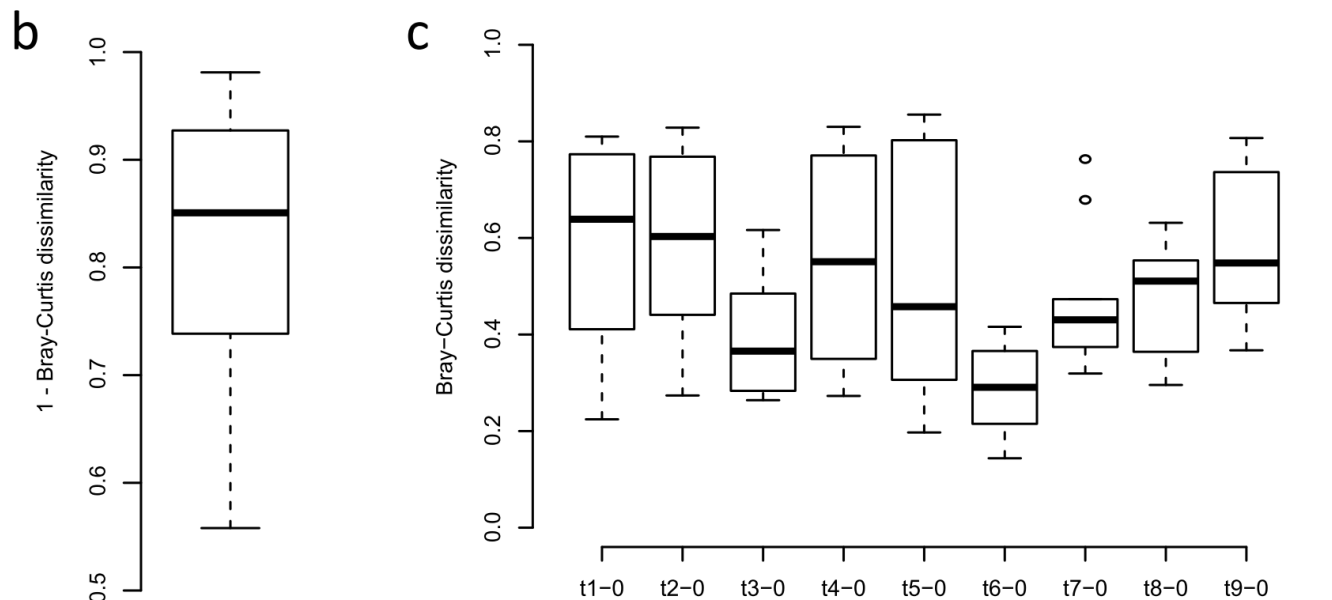 b
1 - Bray-Curtis dissimilarity
1.0
0.9
0.8
0.7
0.6
0.5
c
Bray−Curtis dissimilarity
1.0
0.8
0.6
0.4
0.2
0.0
t1−0 t2−0 t3−0 t4−0 t5−0 t6−0 t7−0 t8−0 t9−0